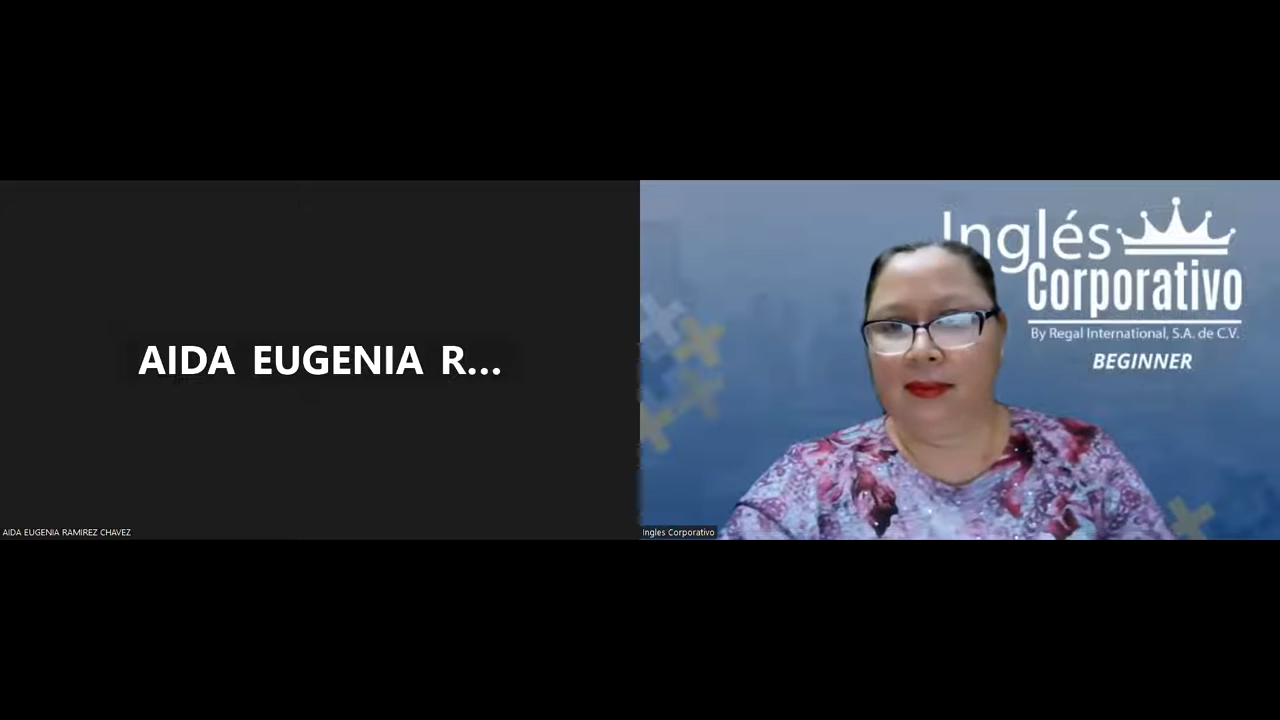 AIDA EUGENIA R...
AIDA EUGENIA RAMIREZ CHAVEZ
Inglés
Corporativo
By Regal International, S.A. de C.V.
BEGINNER
Ingles Corporativo